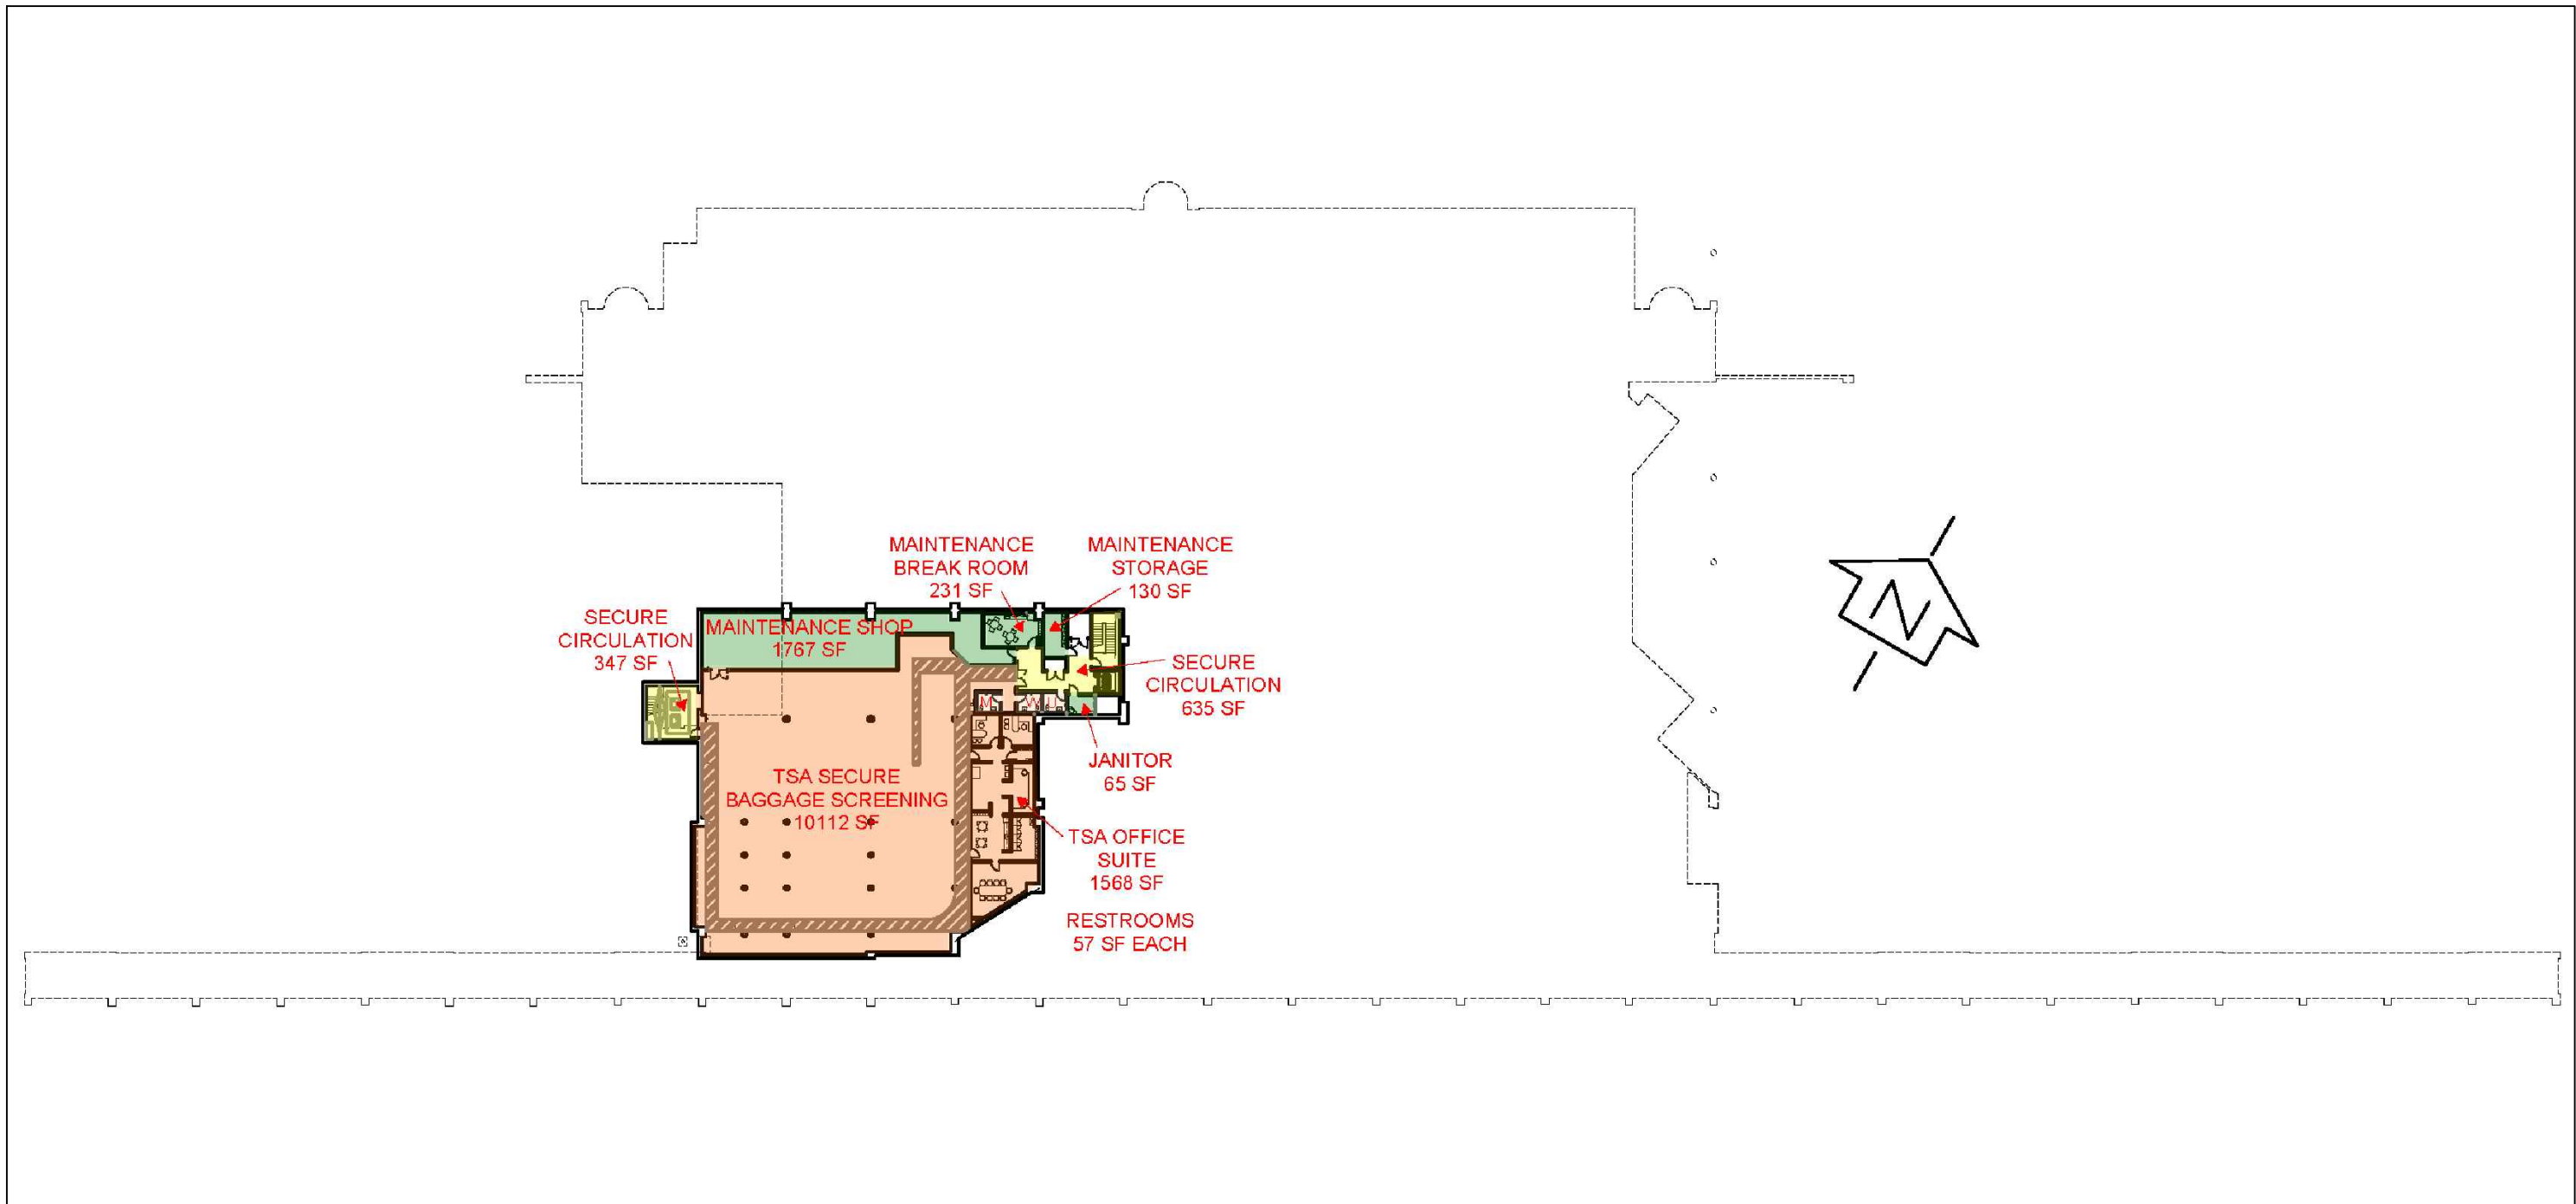 MAINTENANCE
BREAK ROOM
231 SF
MAINTENANCE
STORAGE
130 SF
SECURE
CIRCULATION
347 SF
MAINTENANCE SHOP
1767 SF
SECURE
CIRCULATION
635 SF
M
W
U
JANITOR
65 SF
TSA SECURE
BAGGAGE SCREENING
10112 SF
TSA OFFICE
SUITE
1568 SF
RESTROOMS
57 SF EACH
N